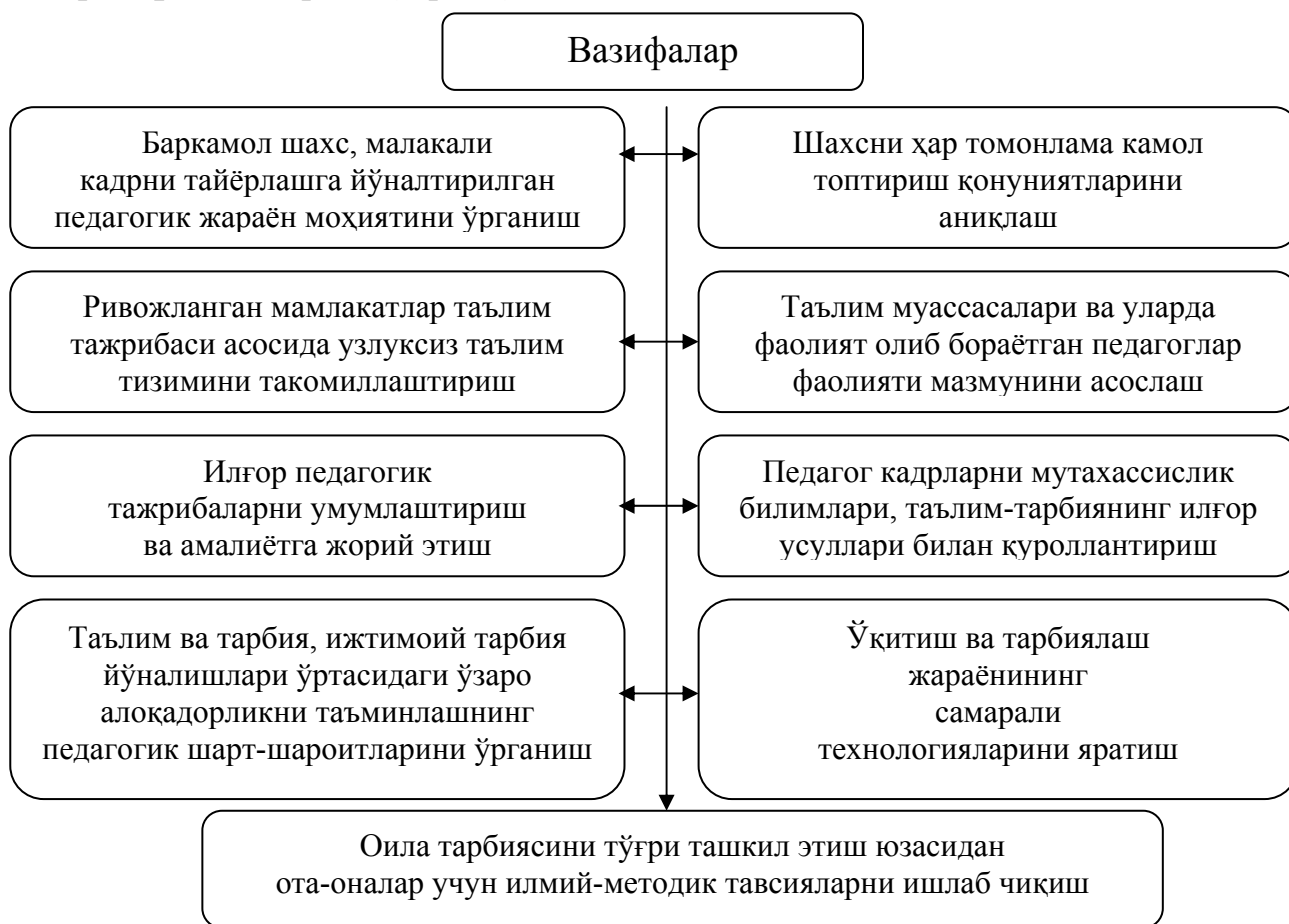 Вазифалар
Баркамол шахс, малакали
кадрни тайёрлашга йўналтирилган
педагогик жараён моҳиятини ўрганиш
Шахсни ҳар томонлама камол
топтириш қонуниятларини
аниқлаш
Ривожланган мамлакатлар таълим
тажрибаси асосида узлуксиз таълим
тизимини такомиллаштириш
Таълим муассасалари ва уларда
фаолият олиб бораётган педагоглар
фаолияти мазмунини асослаш
Илғор педагогик
тажрибаларни умумлаштириш
ва амалиётга жорий этиш
Педагог кадрларни мутахассислик
билимлари, таълим-тарбиянинг илғор
усуллари билан қуроллантириш
Таълим ва тарбия, ижтимоий тарбия
йўналишлари ўртасидаги ўзаро
алоқадорликни таъминлашнинг
педагогик шарт-шароитларини ўрганиш
Ўқитиш ва тарбиялаш
жараёнининг
самарали
технологияларини яратиш
Оила тарбиясини тўғри ташкил этиш юзасидан
ота-оналар учун илмий-методик тавсияларни ишлаб чиқиш